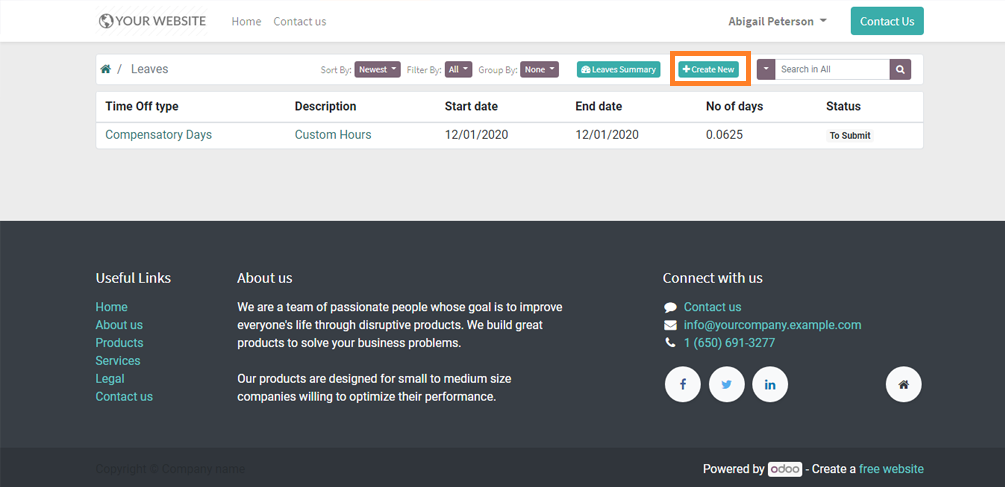 YOUR WEBSITE Home Contact us Abigail Peterson Contact Us
/ Leaves Sort By: Newest Filter By: All Group By: None Leaves Summary Create New Search in All
Time Off type Description Start date End date No of days Status
Compensatory Days Custom Hours 12/01/2020 12/01/2020 0.0625 To Submit
Useful Links
Home
About us
Products
Services
Legal
Contact us
About us
We are a team of passionate people whose goal is to improve
everyone's life through disruptive products. We build great
products to solve your business problems.
Our products are designed for small to medium size
companies willing to optimize their performance.
Connect with us
Contact us
info@yourcompany.example.com
1 (650) 691-3277
Copyright © Company name
Powered by odoo - Create a free website